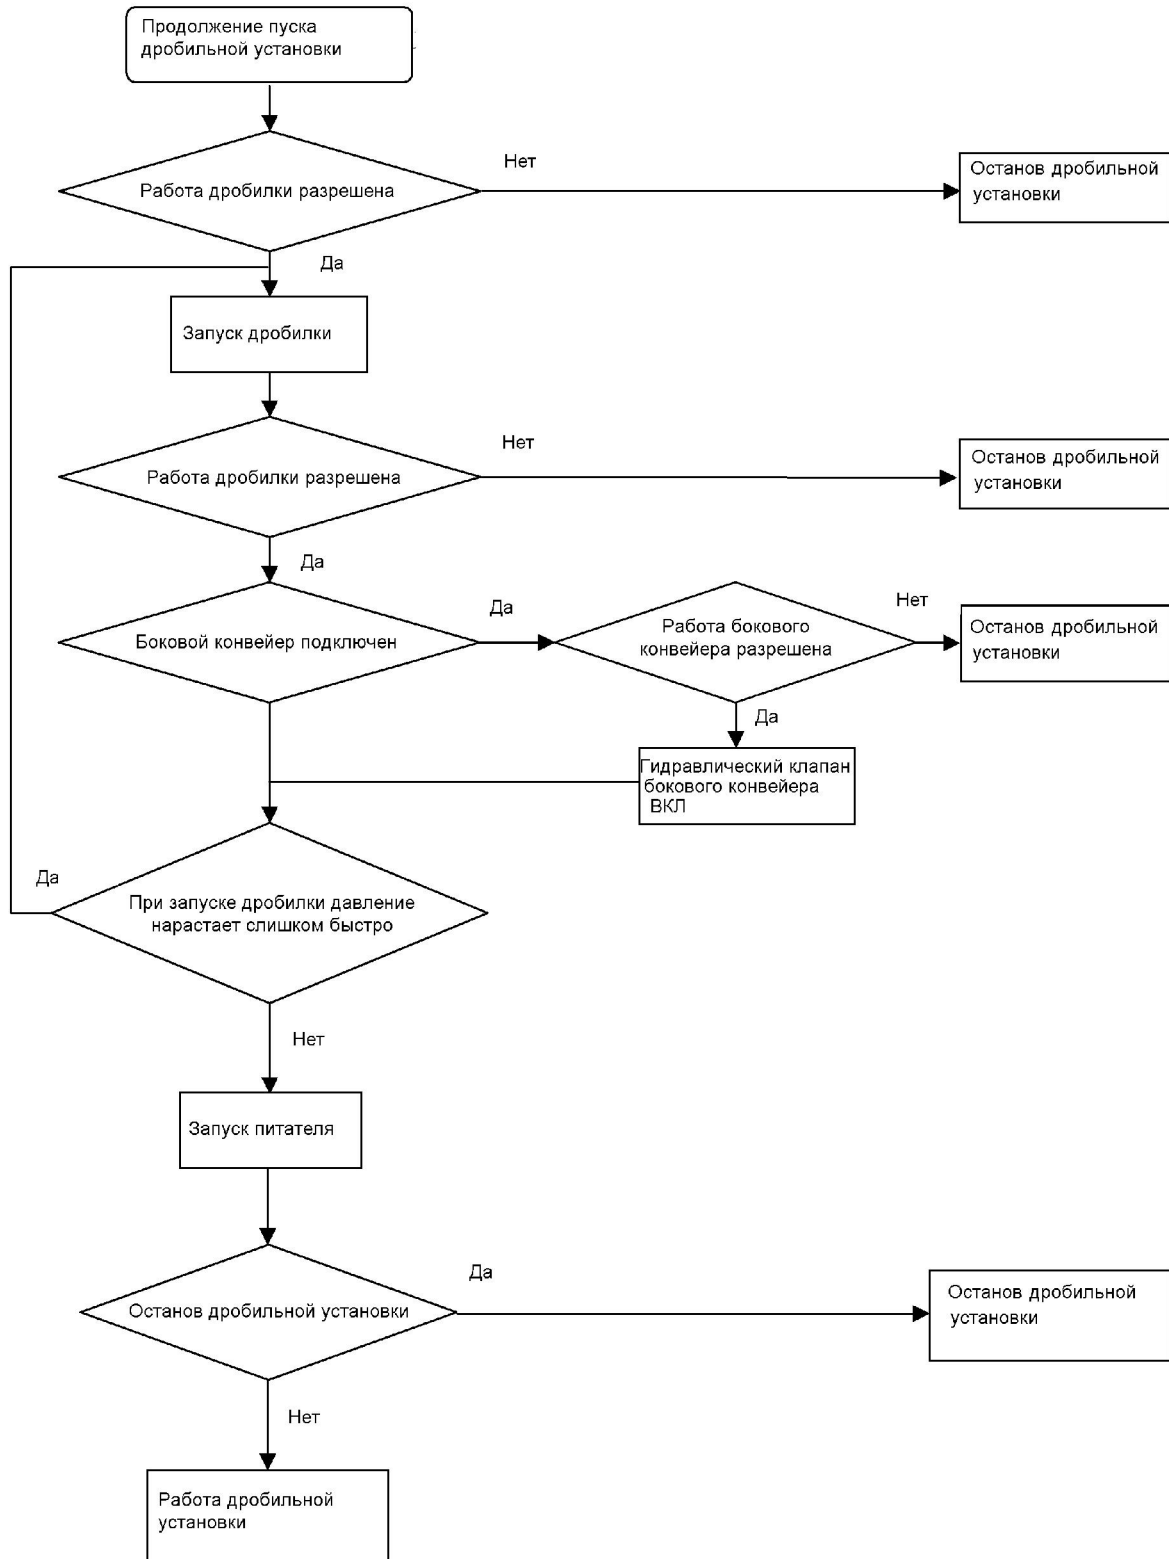 Продолжение пуска
дробильной установки
Нет
Работа дробилки разрешена
Останов дробильной
установки
Да
Запуск дробилки
Нет
Работа дробилки разрешена
Останов дробильной
установки
Да
Боковой конвейер подключен
Да
Работа бокового
конвейера разрешена
Нет
Останов дробильной
установки
Да
Гидравлический клапан
бокового конвейера
ВКЛ
Да
При запуске дробилки давление
нарастает слишком быстро
Нет
Запуск питателя
Да
Останов дробильной установки
Останов дробильной
установки
Нет
Работа дробильной
установки